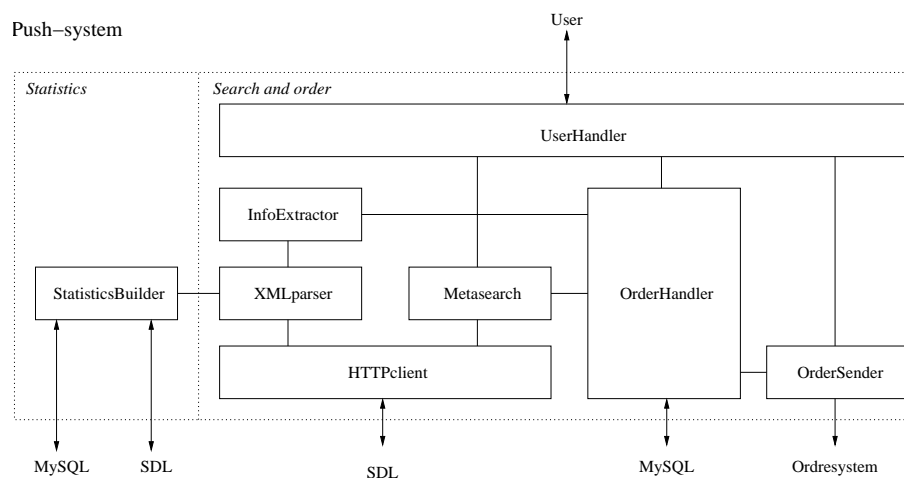 Push−system
User
Statistics
Search and order
UserHandler
InfoExtractor
StatisticsBuilder
XMLparser
Metasearch
OrderHandler
HTTPclient
OrderSender
MySQL
SDL
SDL
MySQL
Ordresystem